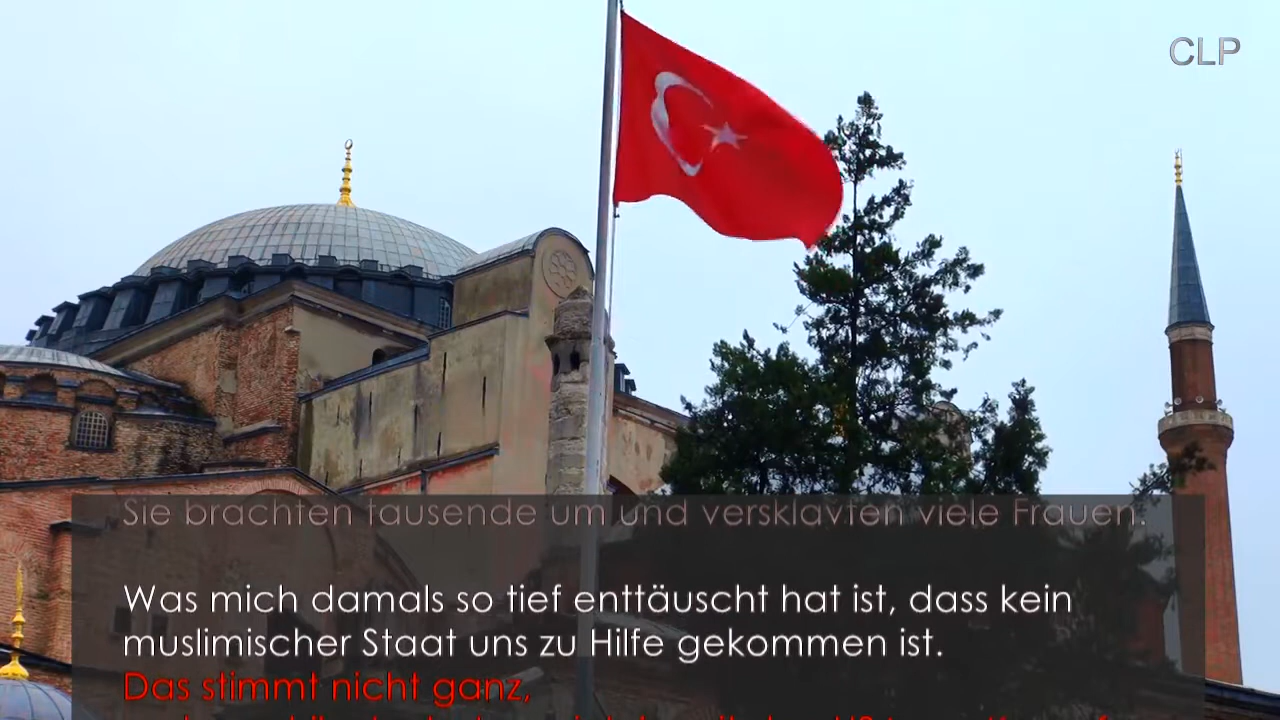 CLP
Sie brachten tausende um und versklavten viele Frauen.
Was mich damals so tief enttäuscht hat ist, dass kein
muslimischer Staat uns zu Hilfe gekommen ist.
Das stimmt nicht ganz,